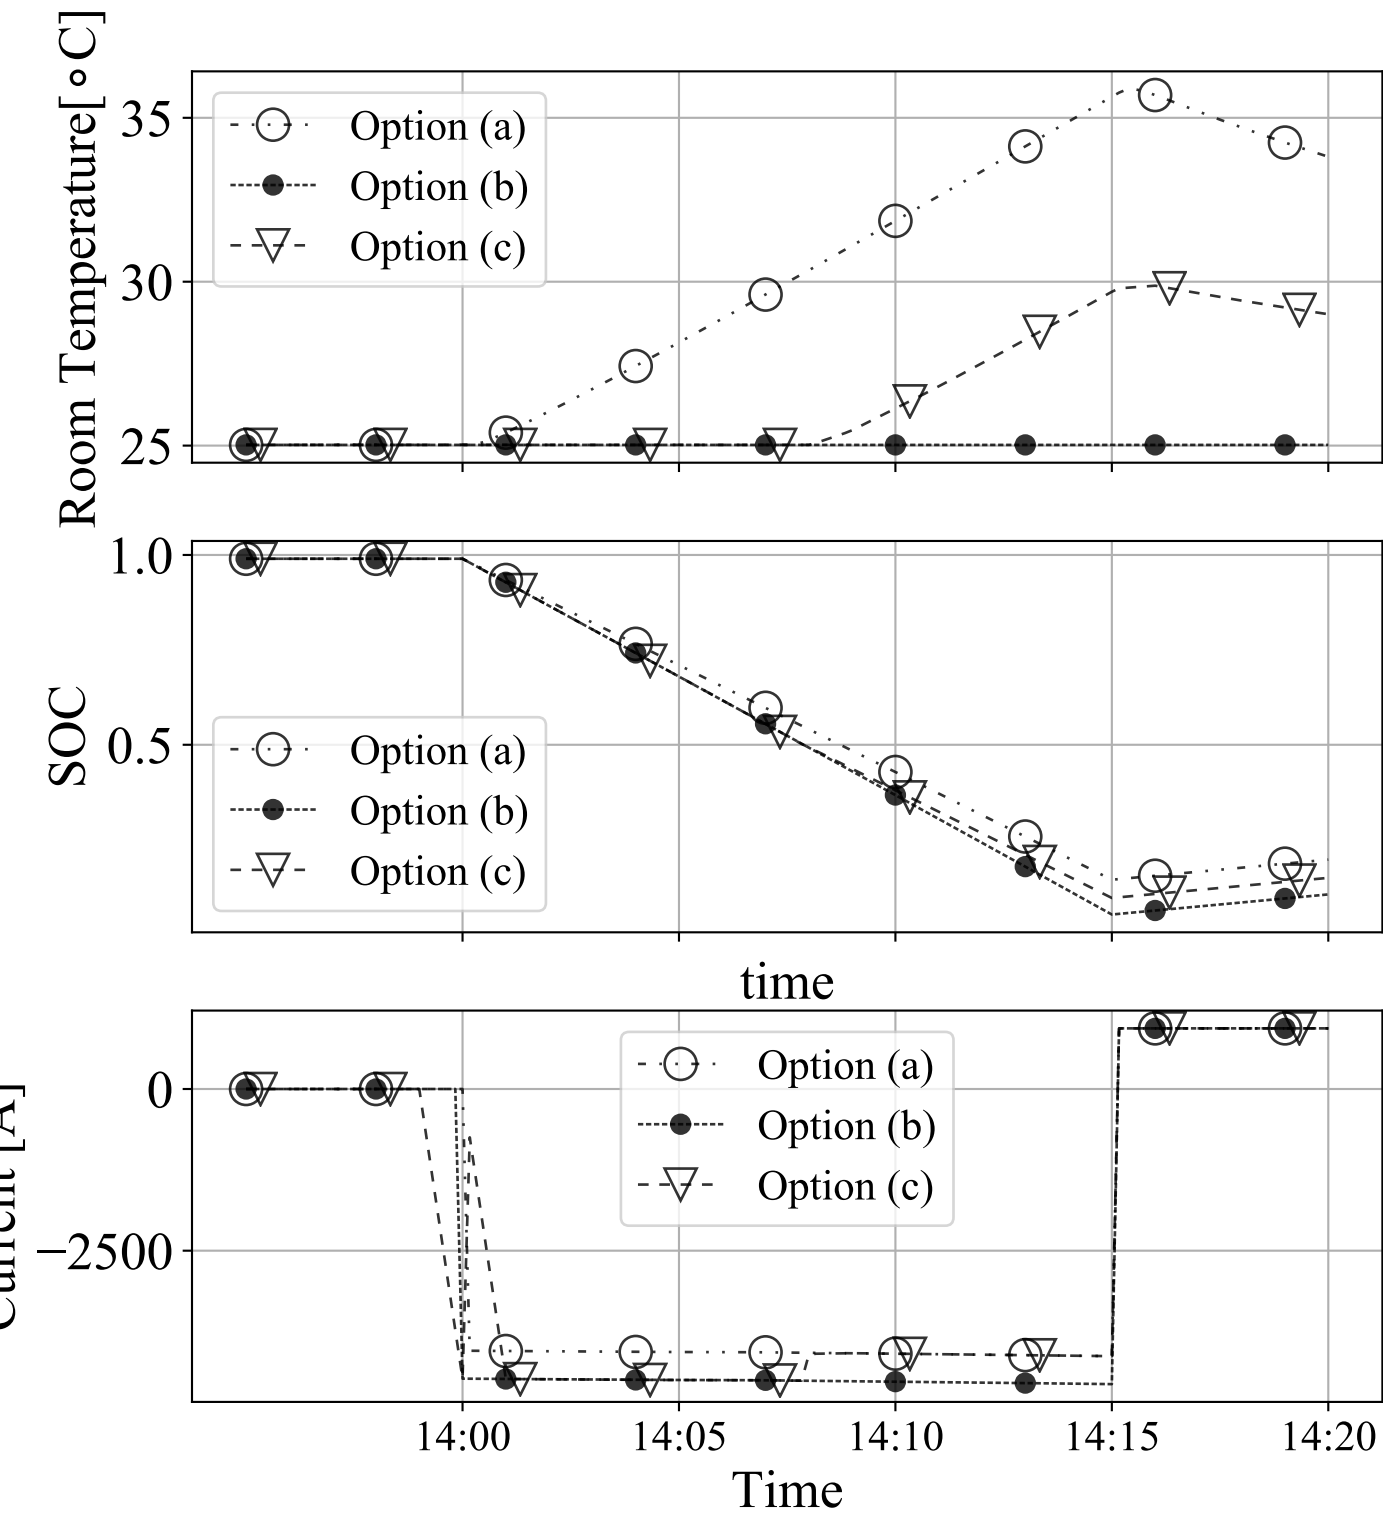 Room Temperature[∘C]
35
30
25
Option (a)
Option (b)
Option (c)
SOC
1.0
0.5
Option (a)
Option (b)
Option (c)
time
Current [A]
0
−2500
Option (a)
Option (b)
Option (c)
14:00 14:05 14:10 14:15 14:20
Time